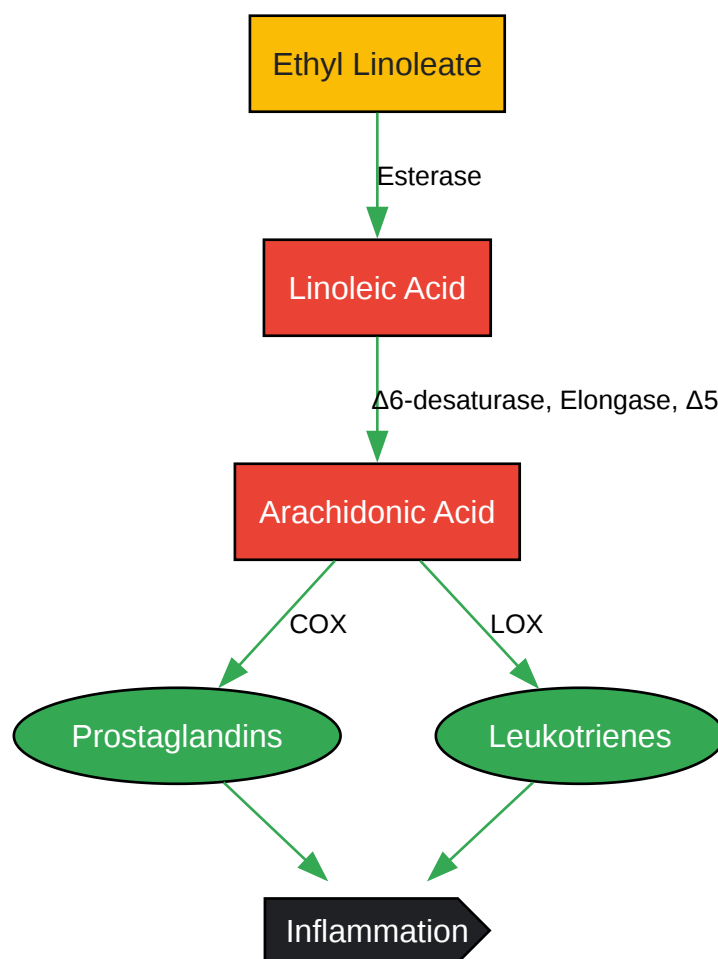 Ethyl Linoleate
Esterase
Linoleic Acid
Δ6-desaturase, Elongase, Δ5
Arachidonic Acid
COX
LOX
Prostaglandins
Leukotrienes
Inflammation